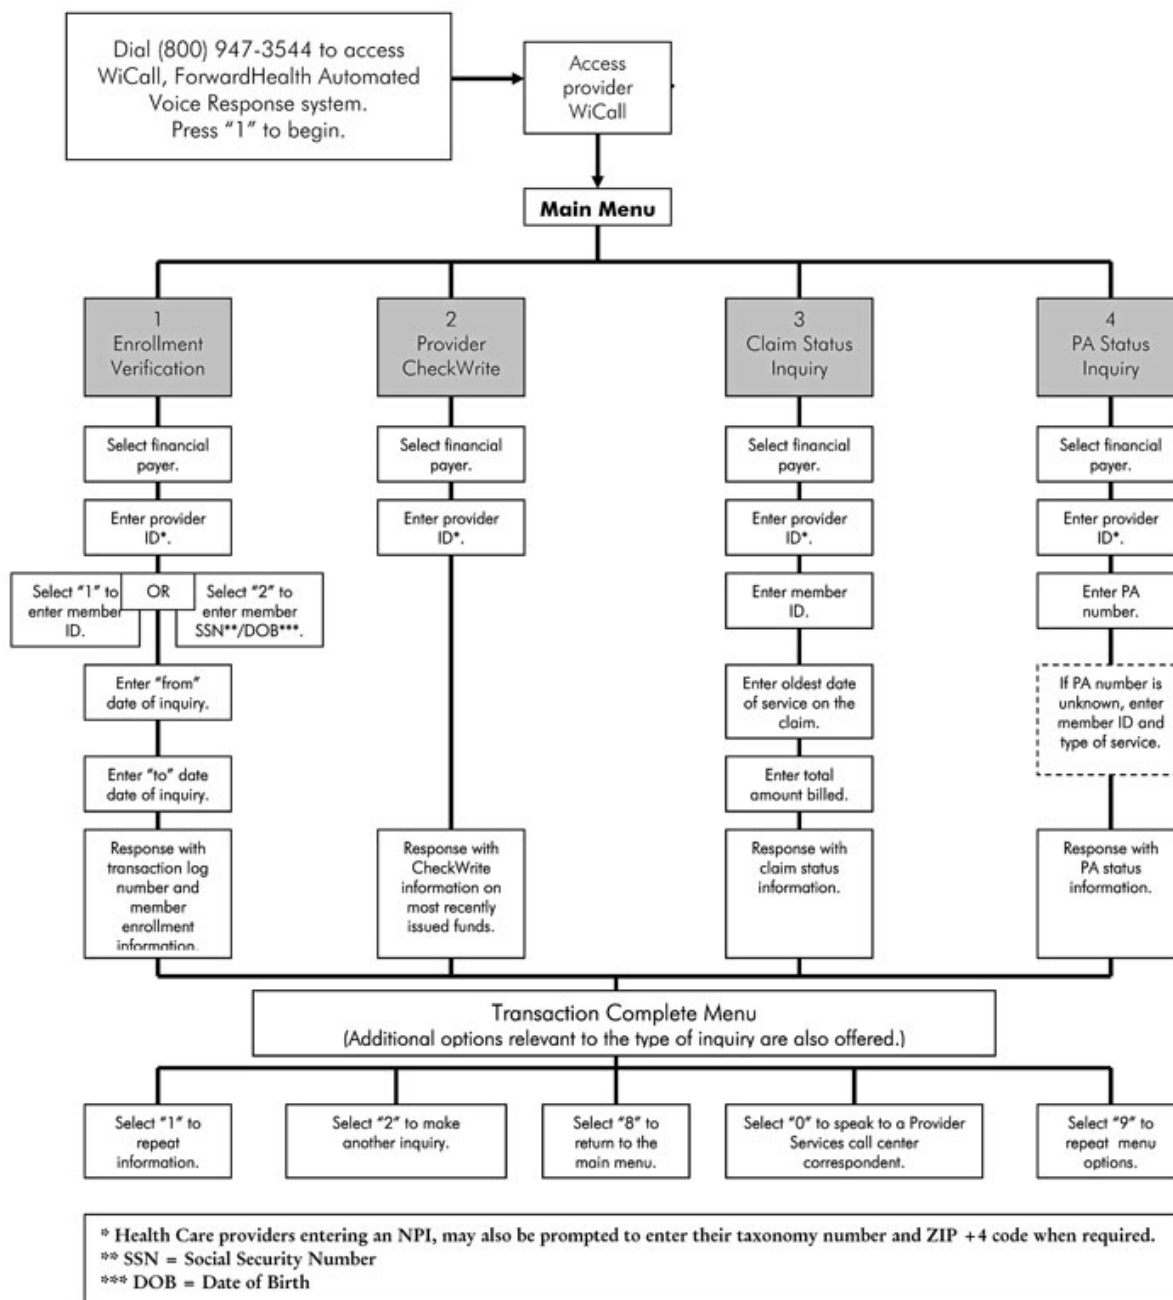 Dial (800) 947-3544 to access
WiCall, ForwardHealth Automated
Voice Response system.
Press “1” to begin.
Access
provider
WiCall
Main Menu
1
Enrollment
Verification
Select financial
payer.
Enter provider
ID*.
Select “1” to
enter member
ID.
OR
Select “2” to
enter member
SSN**/DOB***.
Enter “from”
date of inquiry.
Enter “to” date
date of inquiry.
Response with
transaction log
number and
member
enrollment
information.
2
Provider
CheckWrite
Select financial
payer.
Enter provider
ID*.
Response with
CheckWrite
information on
most recently
issued funds.
3
Claim Status
Inquiry
Select financial
payer.
Enter provider
ID*.
Enter member
ID.
Enter oldest date
of service on the
claim.
Enter total
amount billed.
Response with
claim status
information.
4
PA Status
Inquiry
Select financial
payer.
Enter provider
ID*.
Enter PA
number.
If PA number is
unknown, enter
member ID and
type of service.
Response with
PA status
information.
Transaction Complete Menu
(Additional options relevant to the type of inquiry are also offered.)
Select “1” to
repeat
information.
Select “2” to make
another inquiry.
Select “8” to
return to the
main menu.
Select “0” to speak to a Provider
Services call center
correspondent.
Select “9” to
repeat menu
options.
* Health Care providers entering an NPI, may also be prompted to enter their taxonomy number and ZIP +4 code when required.
** SSN = Social Security Number
*** DOB = Date of Birth